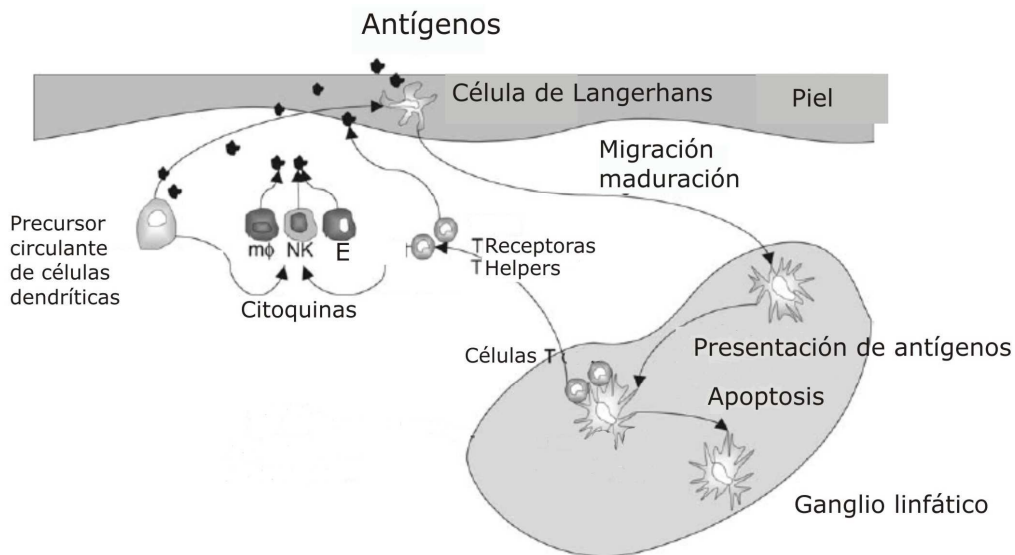 Antígenos
Célula de Langerhans
Piel
Migración
maduración
Precursor
circulante
de células
dendríticas
mφ NK E
TReceptoras
THelpers
Citoquinas
Células T
Presentación de antígenos
Apoptosis
Ganglio linfático